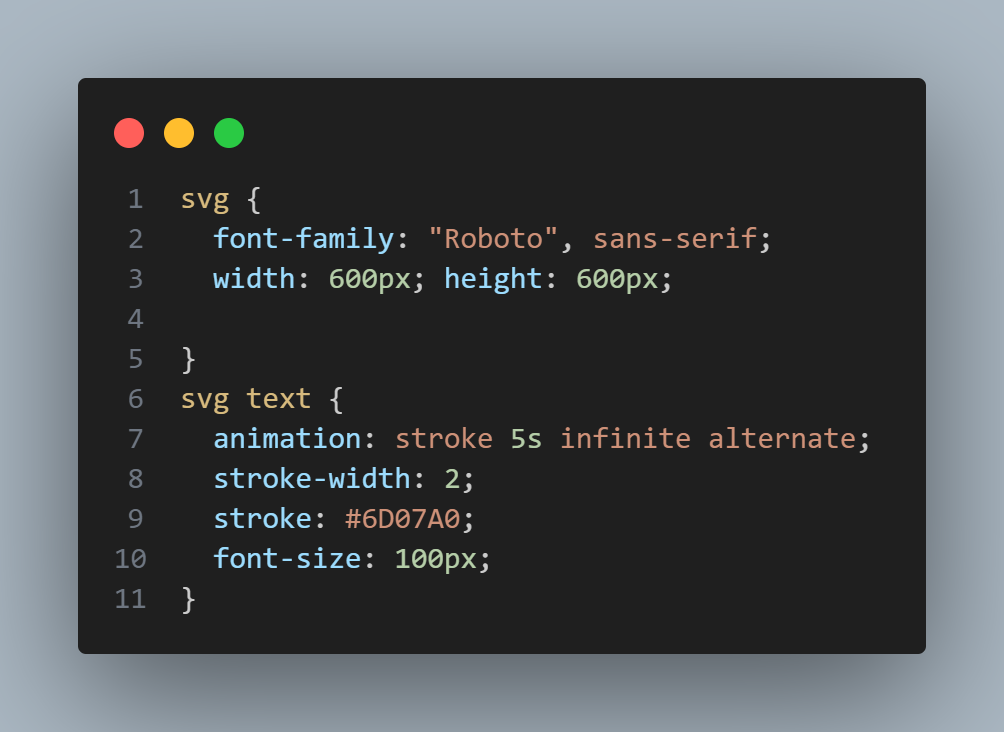 1 svg {
2   font-family: "Roboto", sans-serif;
3   width: 600px; height: 600px;
4
5 }
6 svg text {
7   animation: stroke 5s infinite alternate;
8   stroke-width: 2;
9   stroke: #6D07A0;
10   font-size: 100px;
11 }